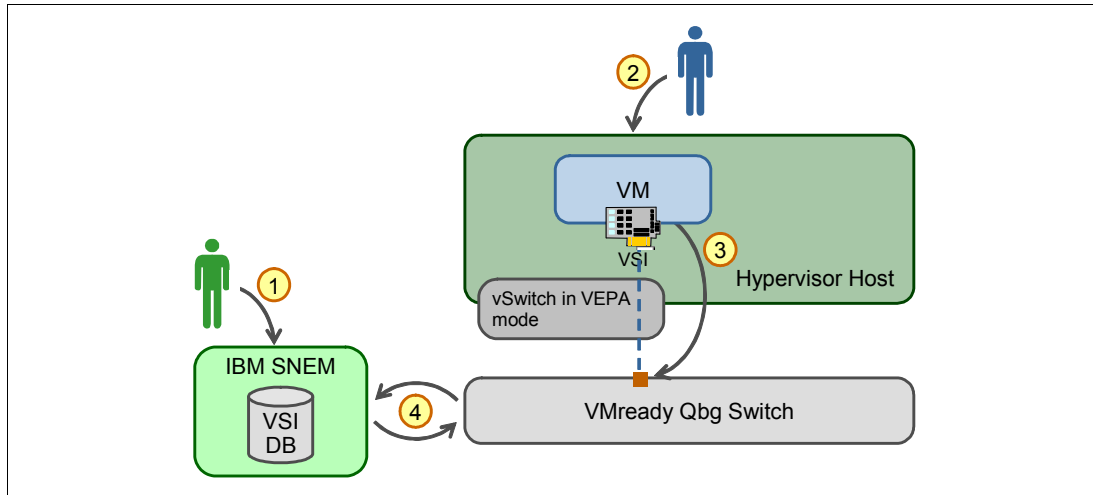 2
VM
VSI
3
Hypervisor Host
1
vSwitch in VEPA
mode
IBM SNEM
VSI
DB
4
VMready Qbg Switch